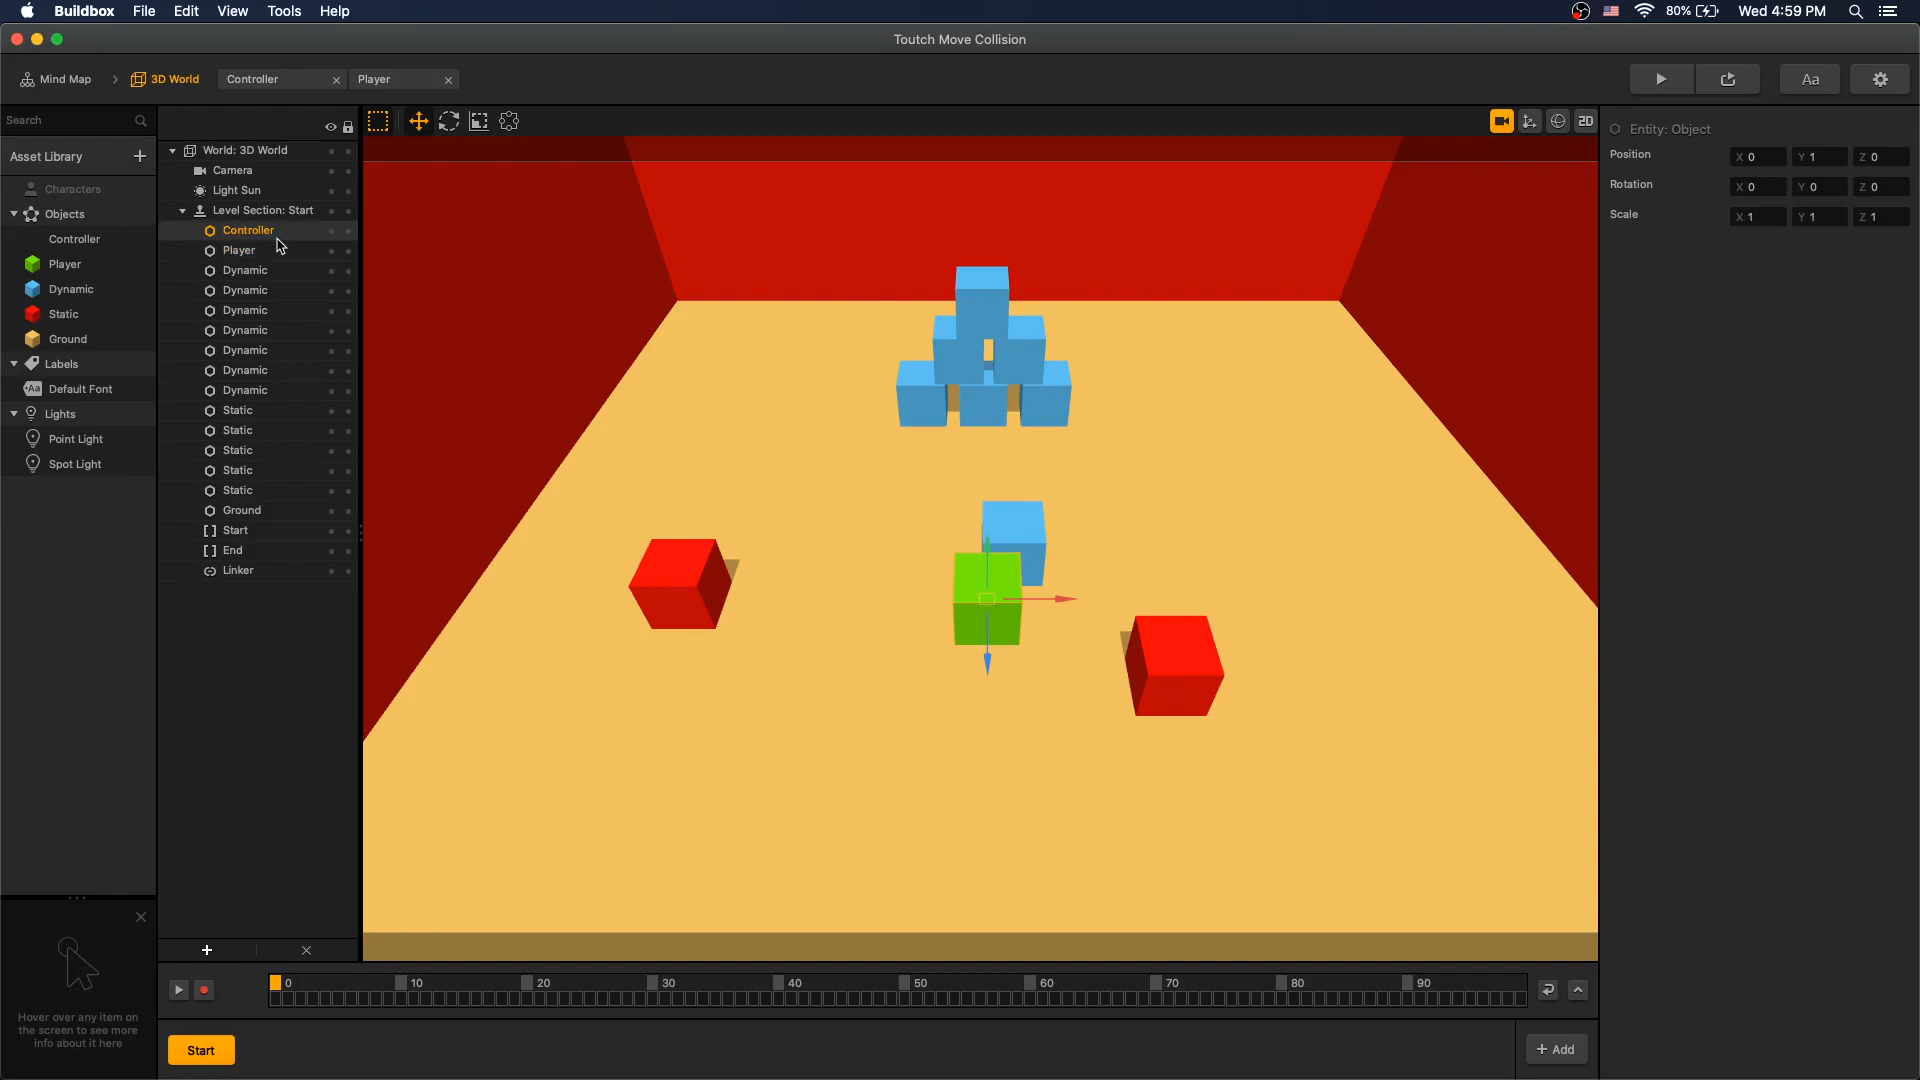 Buildbox File Edit View Tools Help
80% Wed 4:59 PM
Toutch Move Collision
Mind Map 3D World Controller Player
Aa
Search
Asset Library
Characters
Objects
Controller
Player
Dynamic
Static
Ground
Labels
Aa Default Font
Lights
Point Light
Spot Light
Hover over any item on
the screen to see more
info about it here
World: 3D World
Camera
Light Sun
Level Section: Start
Controller
Player
Dynamic
Dynamic
Dynamic
Dynamic
Dynamic
Dynamic
Dynamic
Static
Static
Static
Static
Static
Ground
Start
End
Linker
2D
Entity: Object
Position X 0 Y 1 Z 0
Rotation X 0 Y 0 Z 0
Scale X 1 Y 1 Z 1
0 10 20 30 40 50 60 70 80 90
Start
+ Add